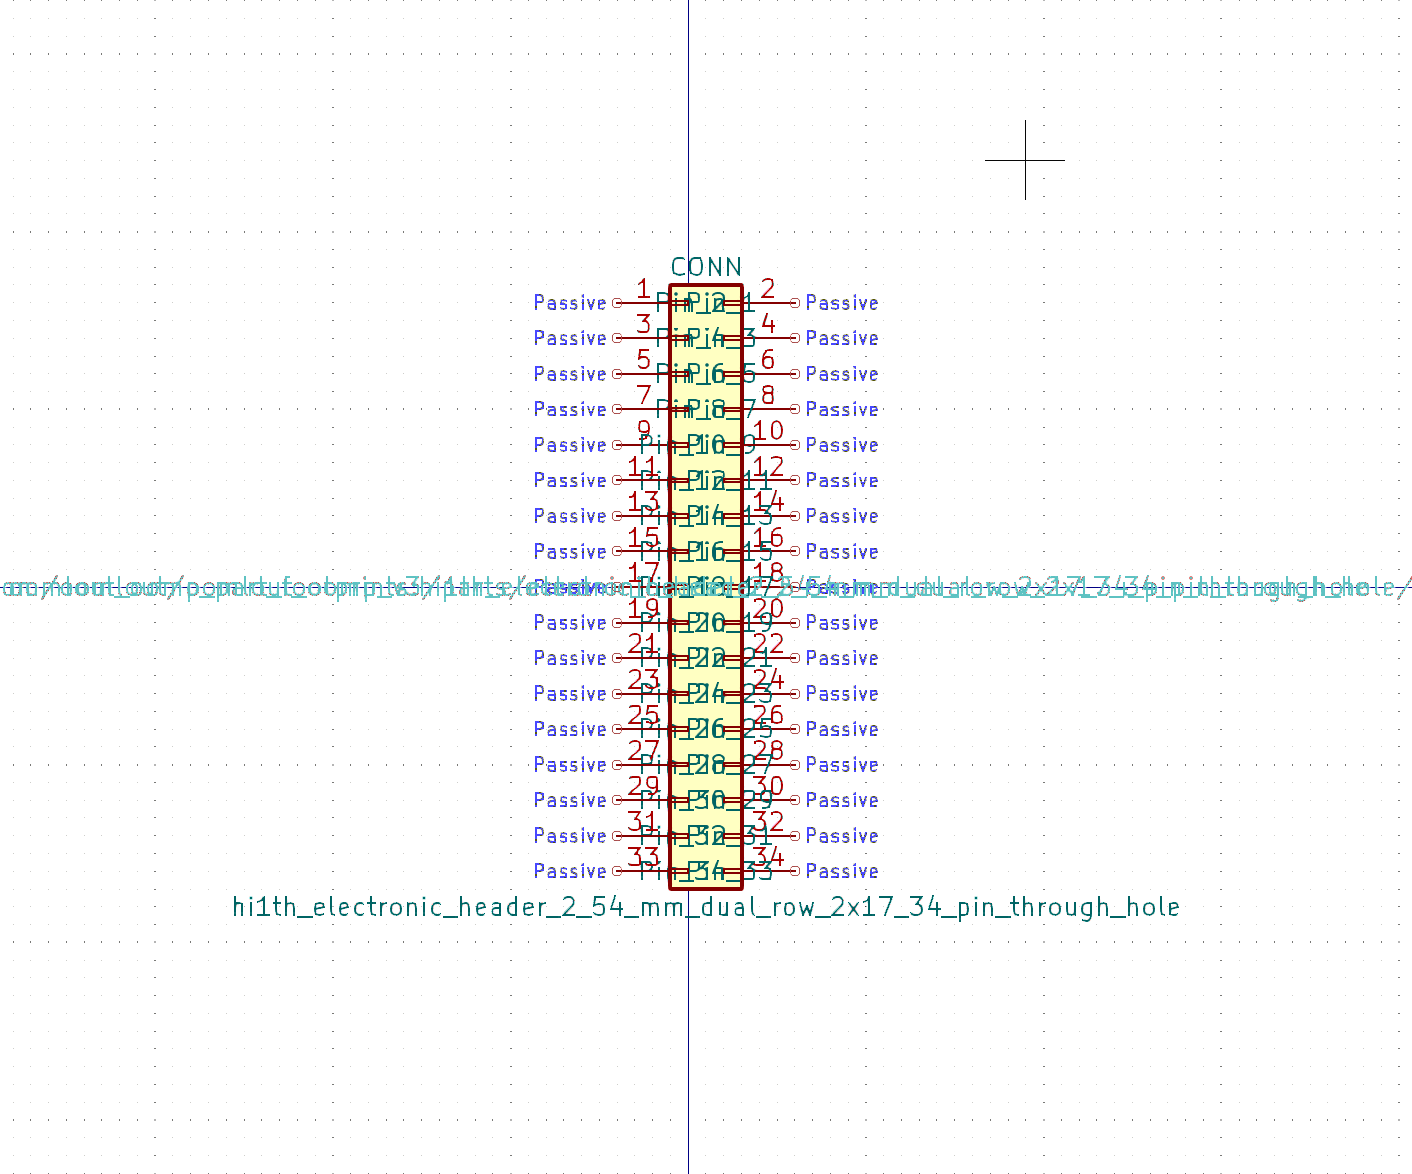 CONN
Passive 1 Pin_1 Pin_2 2 Passive
Passive 3 Pin_3 Pin_4 4 Passive
Passive 5 Pin_5 Pin_6 6 Passive
Passive 7 Pin_7 Pin_8 8 Passive
Passive 9 Pin_9 Pin_10 10 Passive
Passive 11 Pin_11 Pin_12 12 Passive
Passive 13 Pin_13 Pin_14 14 Passive
Passive 15 Pin_15 Pin_16 16 Passive
Passive 17 Pin_17 Pin_18 18 Passive
Passive 19 Pin_19 Pin_20 20 Passive
Passive 21 Pin_21 Pin_22 22 Passive
Passive 23 Pin_23 Pin_24 24 Passive
Passive 25 Pin_25 Pin_26 26 Passive
Passive 27 Pin_27 Pin_28 28 Passive
Passive 29 Pin_29 Pin_30 30 Passive
Passive 31 Pin_31 Pin_32 32 Passive
Passive 33 Pin_33 Pin_34 34 Passive
hi1th_electronic_header_2_54_mm_dual_row_2x17_34_pin_through_hole